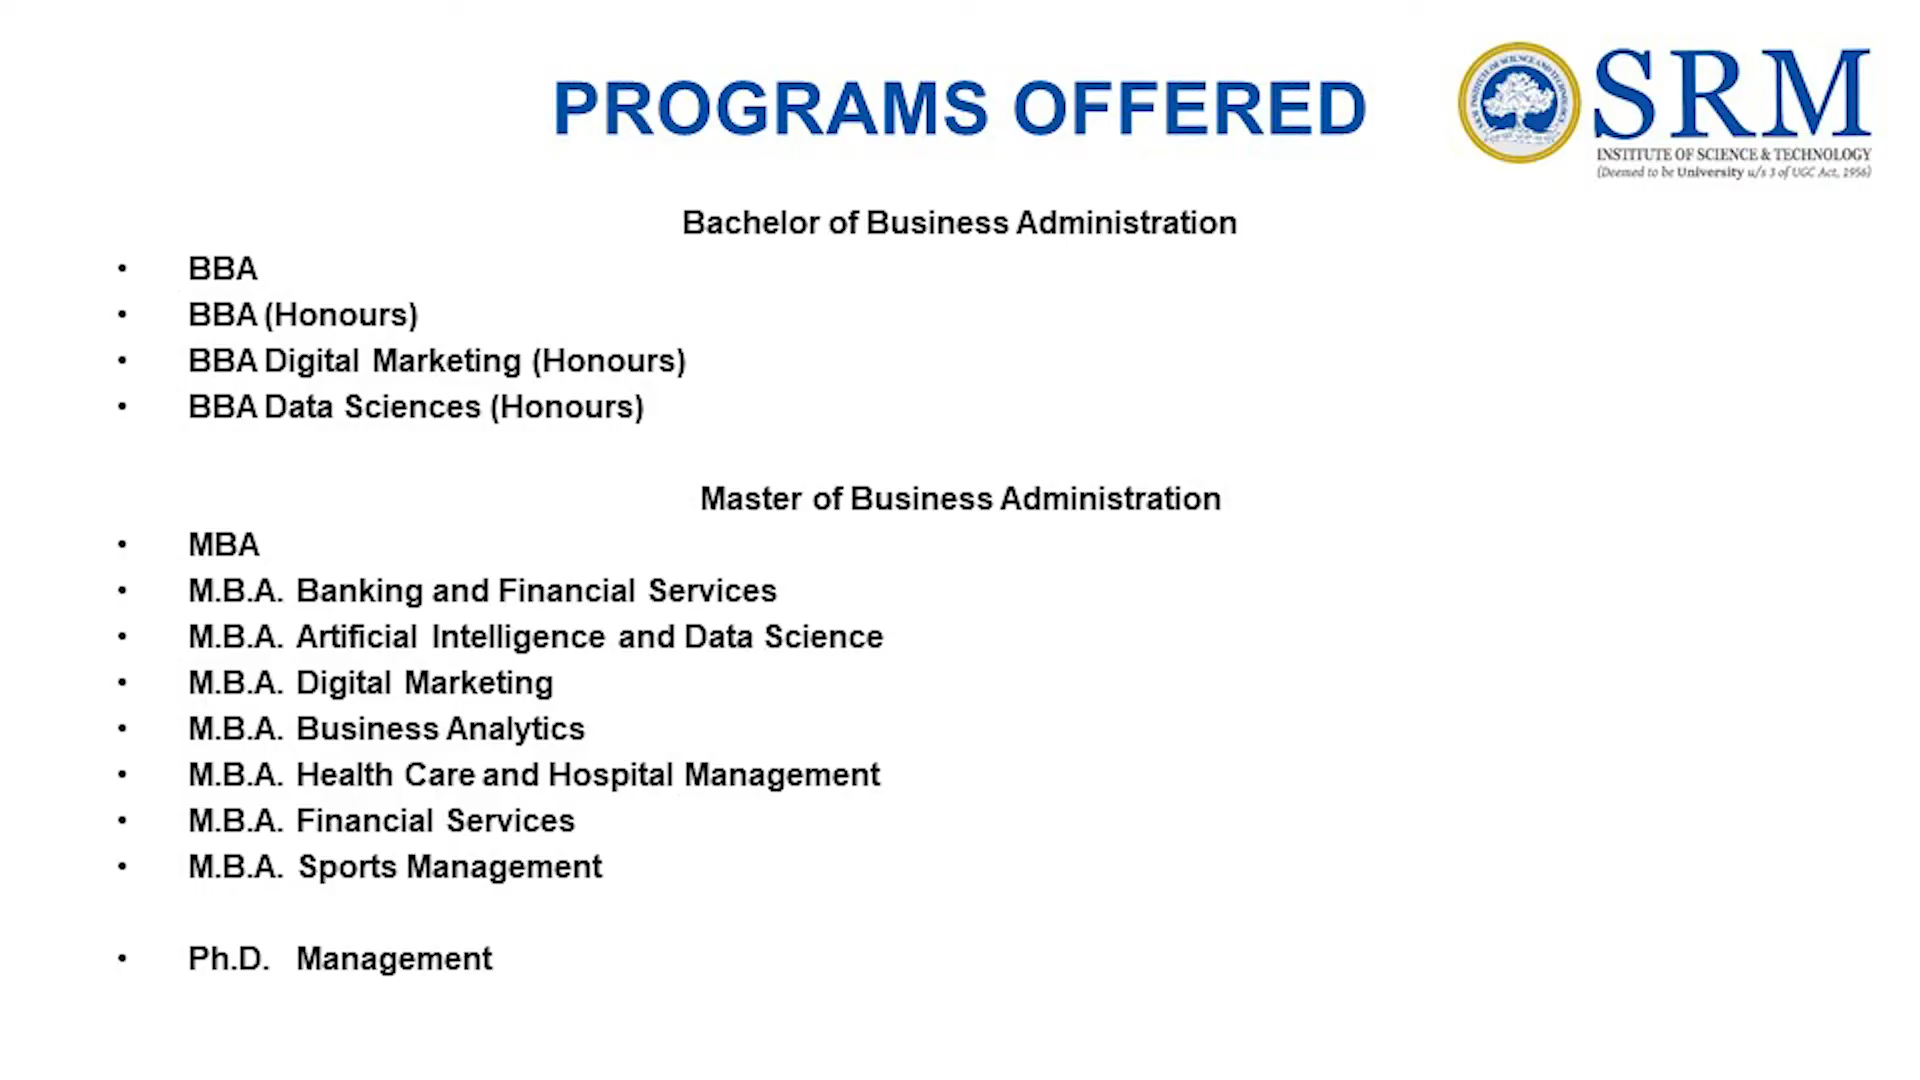 PROGRAMS OFFERED
SRM
INSTITUTE OF SCIENCE & TECHNOLOGY
(Deemed to be University u/s 3 of UGC Act, 1956)
Bachelor of Business Administration
• BBA
• BBA (Honours)
• BBA Digital Marketing (Honours)
• BBA Data Sciences (Honours)
Master of Business Administration
• MBA
• M.B.A. Banking and Financial Services
• M.B.A. Artificial Intelligence and Data Science
• M.B.A. Digital Marketing
• M.B.A. Business Analytics
• M.B.A. Health Care and Hospital Management
• M.B.A. Financial Services
• M.B.A. Sports Management
• Ph.D. Management